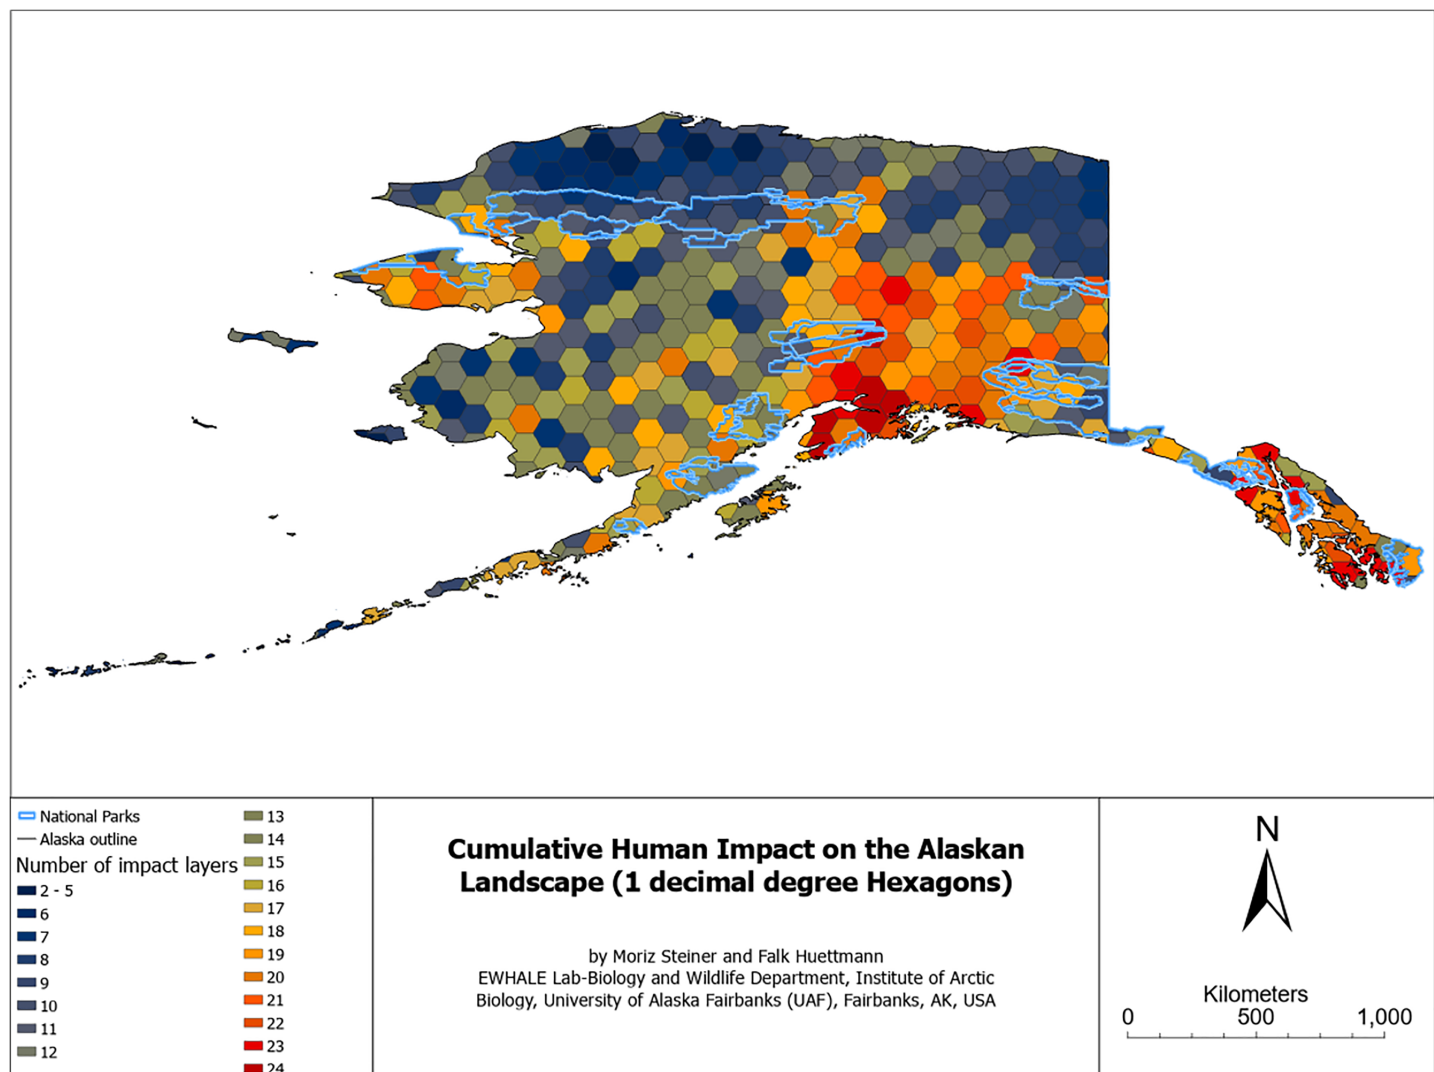 National Parks
Alaska outline
Number of impact layers
2 - 5
6
7
8
9
10
11
12
13
14
15
16
17
18
19
20
21
22
23
24
Cumulative Human Impact on the Alaskan
Landscape (1 decimal degree Hexagons)
by Moriz Steiner and Falk Huettmann
EWHALE Lab-Biology and Wildlife Department, Institute of Arctic
Biology, University of Alaska Fairbanks (UAF), Fairbanks, AK, USA
N
Kilometers
0 500 1,000